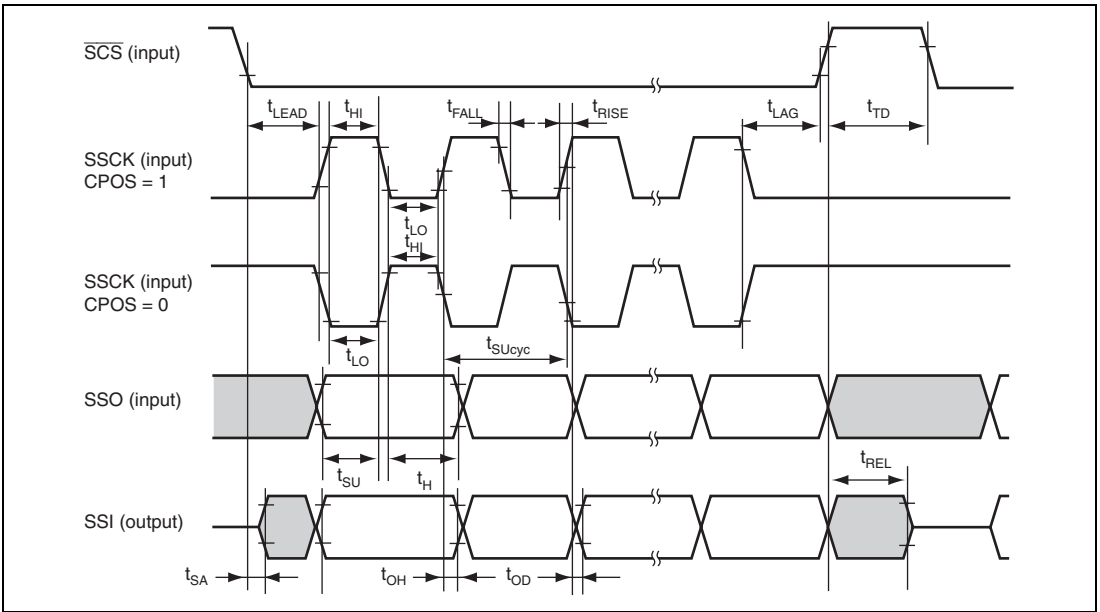 SCS (input)
tLEAD tHI tFALL tRISE tLAG tTD
SSCK (input)
CPOS = 1
tLO
tHI
SSCK (input)
CPOS = 0
tLO tSUcyc
SSO (input)
tSU tH tREL
SSI (output)
tSA tOH tOD